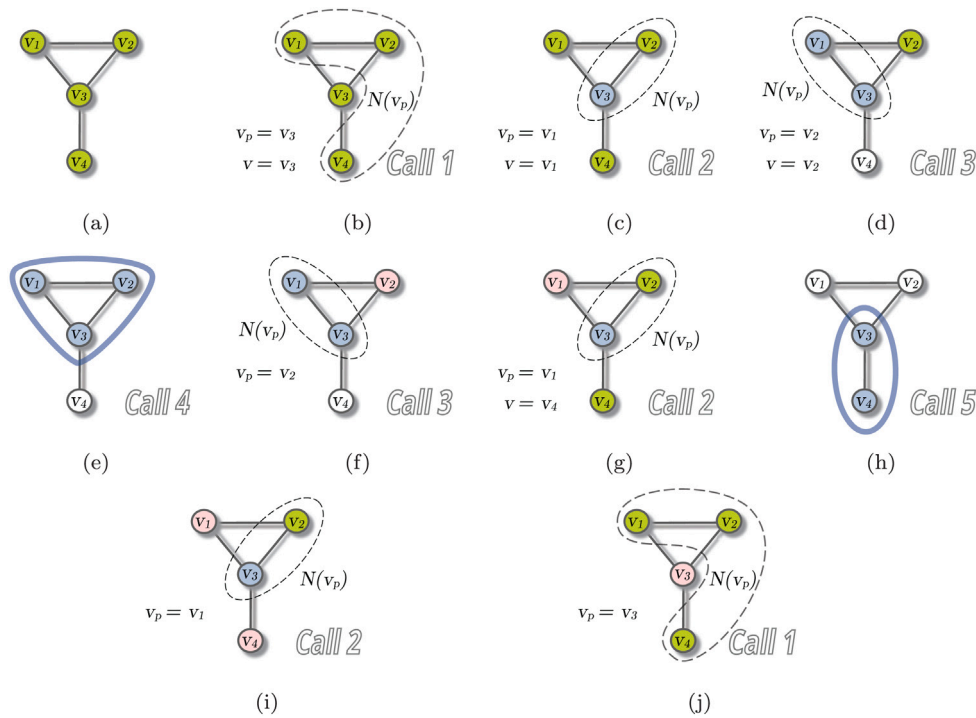 v1 v2
v3
v4
(a)
v1 v2
v3
v4
N(vp)
vp = v3
v = v3
Call 1
(b)
v1 v2
v3
v4
N(vp)
vp = v1
v = v1
Call 2
(c)
v1 v2
v3
v4
N(vp)
vp = v2
v = v2
Call 3
(d)
v1 v2
v3
v4
Call 4
(e)
v1 v2
v3
v4
N(vp)
vp = v2
Call 3
(f)
v1 v2
v3
v4
N(vp)
vp = v1
v = v4
Call 2
(g)
v1 v2
v3
v4
Call 5
(h)
v1 v2
v3
v4
N(vp)
vp = v1
Call 2
(i)
v1 v2
v3
v4
N(vp)
vp = v3
Call 1
(j)